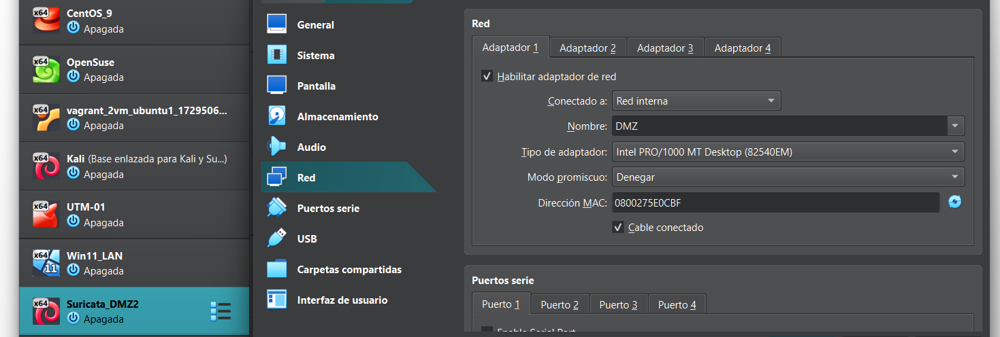 x64
CentOS_9
Apagada
x64
OpenSuse
Apagada
x64
vagrant_2vm_ubuntu1_1729506...
Apagada
x64
Kali (Base enlazada para Kali y Su...)
Apagada
x64
UTM-01
Apagada
x64
11
Win11_LAN
Apagada
x64
Suricata_DMZ2
Apagada
General
Sistema
Pantalla
Almacenamiento
Audio
Red
Puertos serie
USB
Carpetas compartidas
Interfaz de usuario
Red
Adaptador 1 Adaptador 2 Adaptador 3 Adaptador 4
Habilitar adaptador de red
Conectado a: Red interna
Nombre: DMZ
Tipo de adaptador: Intel PRO/1000 MT Desktop (82540EM)
Modo promiscuo: Denegar
Dirección MAC: 0800275E0CBF
Cable conectado
Puertos serie
Puerto 1 Puerto 2 Puerto 3 Puerto 4
Enable Serial Port